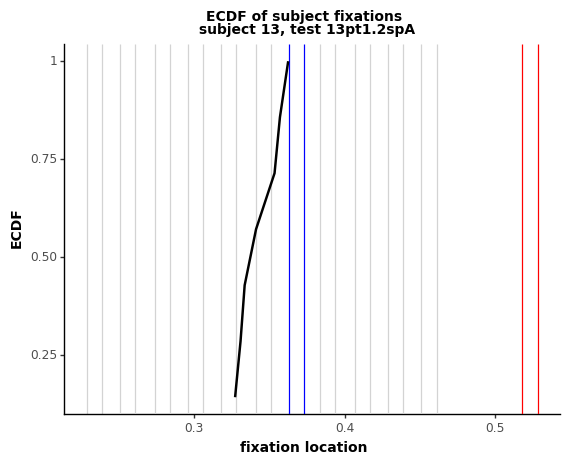 ECDF of subject fixations
subject 13, test 13pt1.2spA
1
0.75
0.50
0.25
ECDF
0.3 0.4 0.5
fixation location